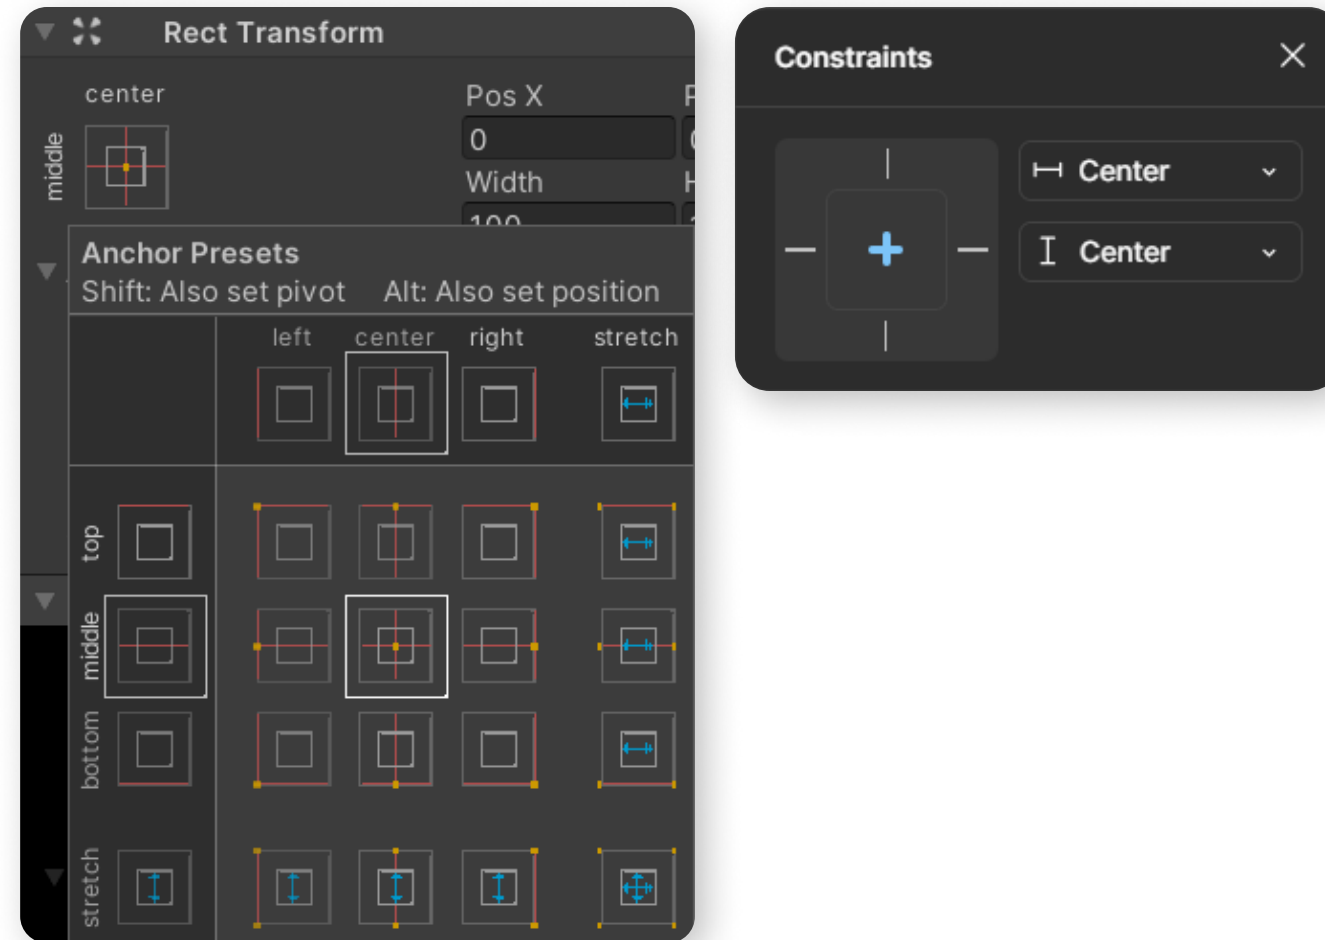 Rect Transform
center
middle
Pos X
0
Width
100
Anchor Presets
Shift: Also set pivot Alt: Also set position
left center right stretch
top
middle
bottom
stretch
Constraints
Center
Center